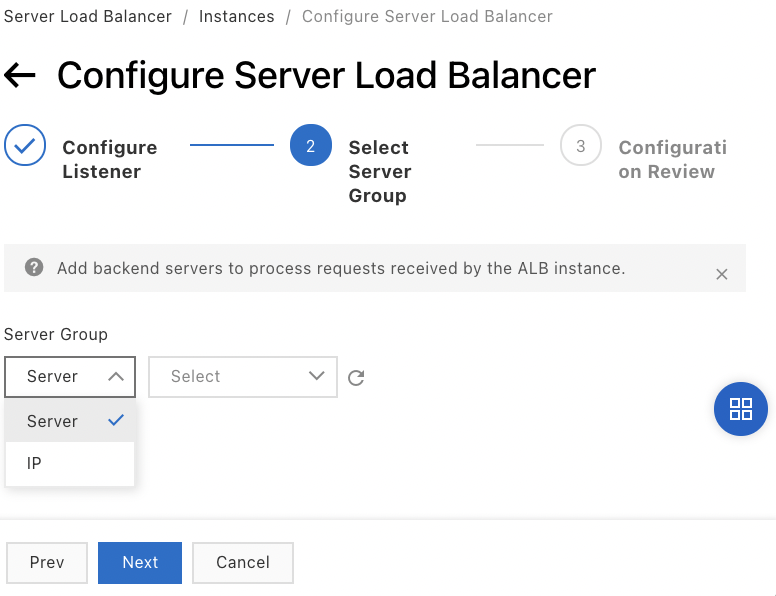 Server Load Balancer / Instances / Configure Server Load Balancer
Configure Server Load Balancer
Configure
Listener
2
Select
Server
Group
3
Configurati
on Review
Add backend servers to process requests received by the ALB instance.
Server Group
Server
Select
Server
IP
Prev
Next
Cancel